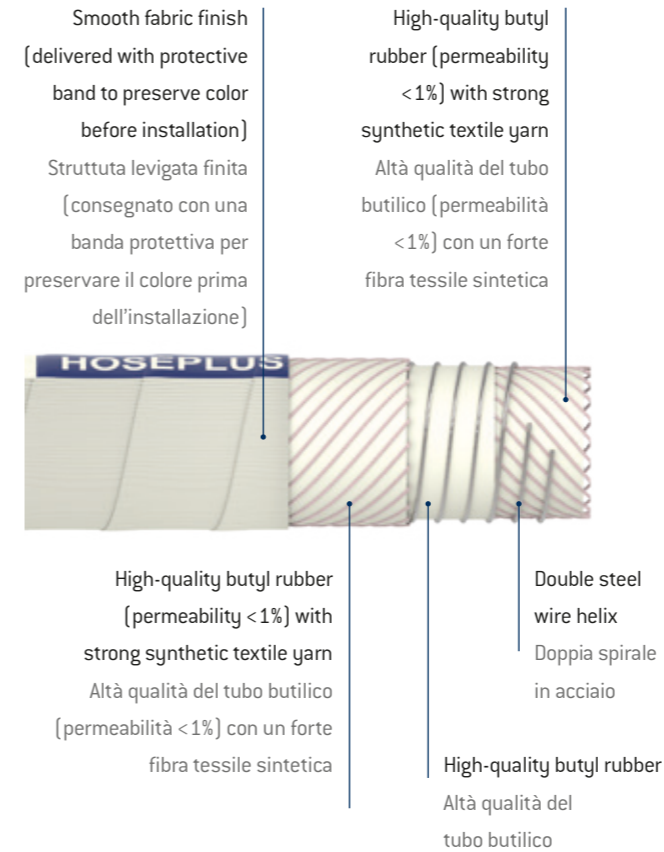 Smooth fabric finish
(delivered with protective
band to preserve color
before installation)
Struttuta levigata finita
(consegnato con una
banda protettiva per
preservare il colore prima
dell'installazione)
High-quality butyl
rubber (permeability
<1%) with strong
synthetic textile yarn
Altà qualità del tubo
butilico (permeabilità
<1%) con un forte
fibra tessile sintetica
HOSEPLUS
High-quality butyl rubber
(permeability <1%) with
strong synthetic textile yarn
Altà qualità del tubo butilico
(permeabilità <1%) con un forte
fibra tessile sintetica
Double steel
wire helix
Doppia spirale
in acciaio
High-quality butyl rubber
Altà qualità del
tubo butilico